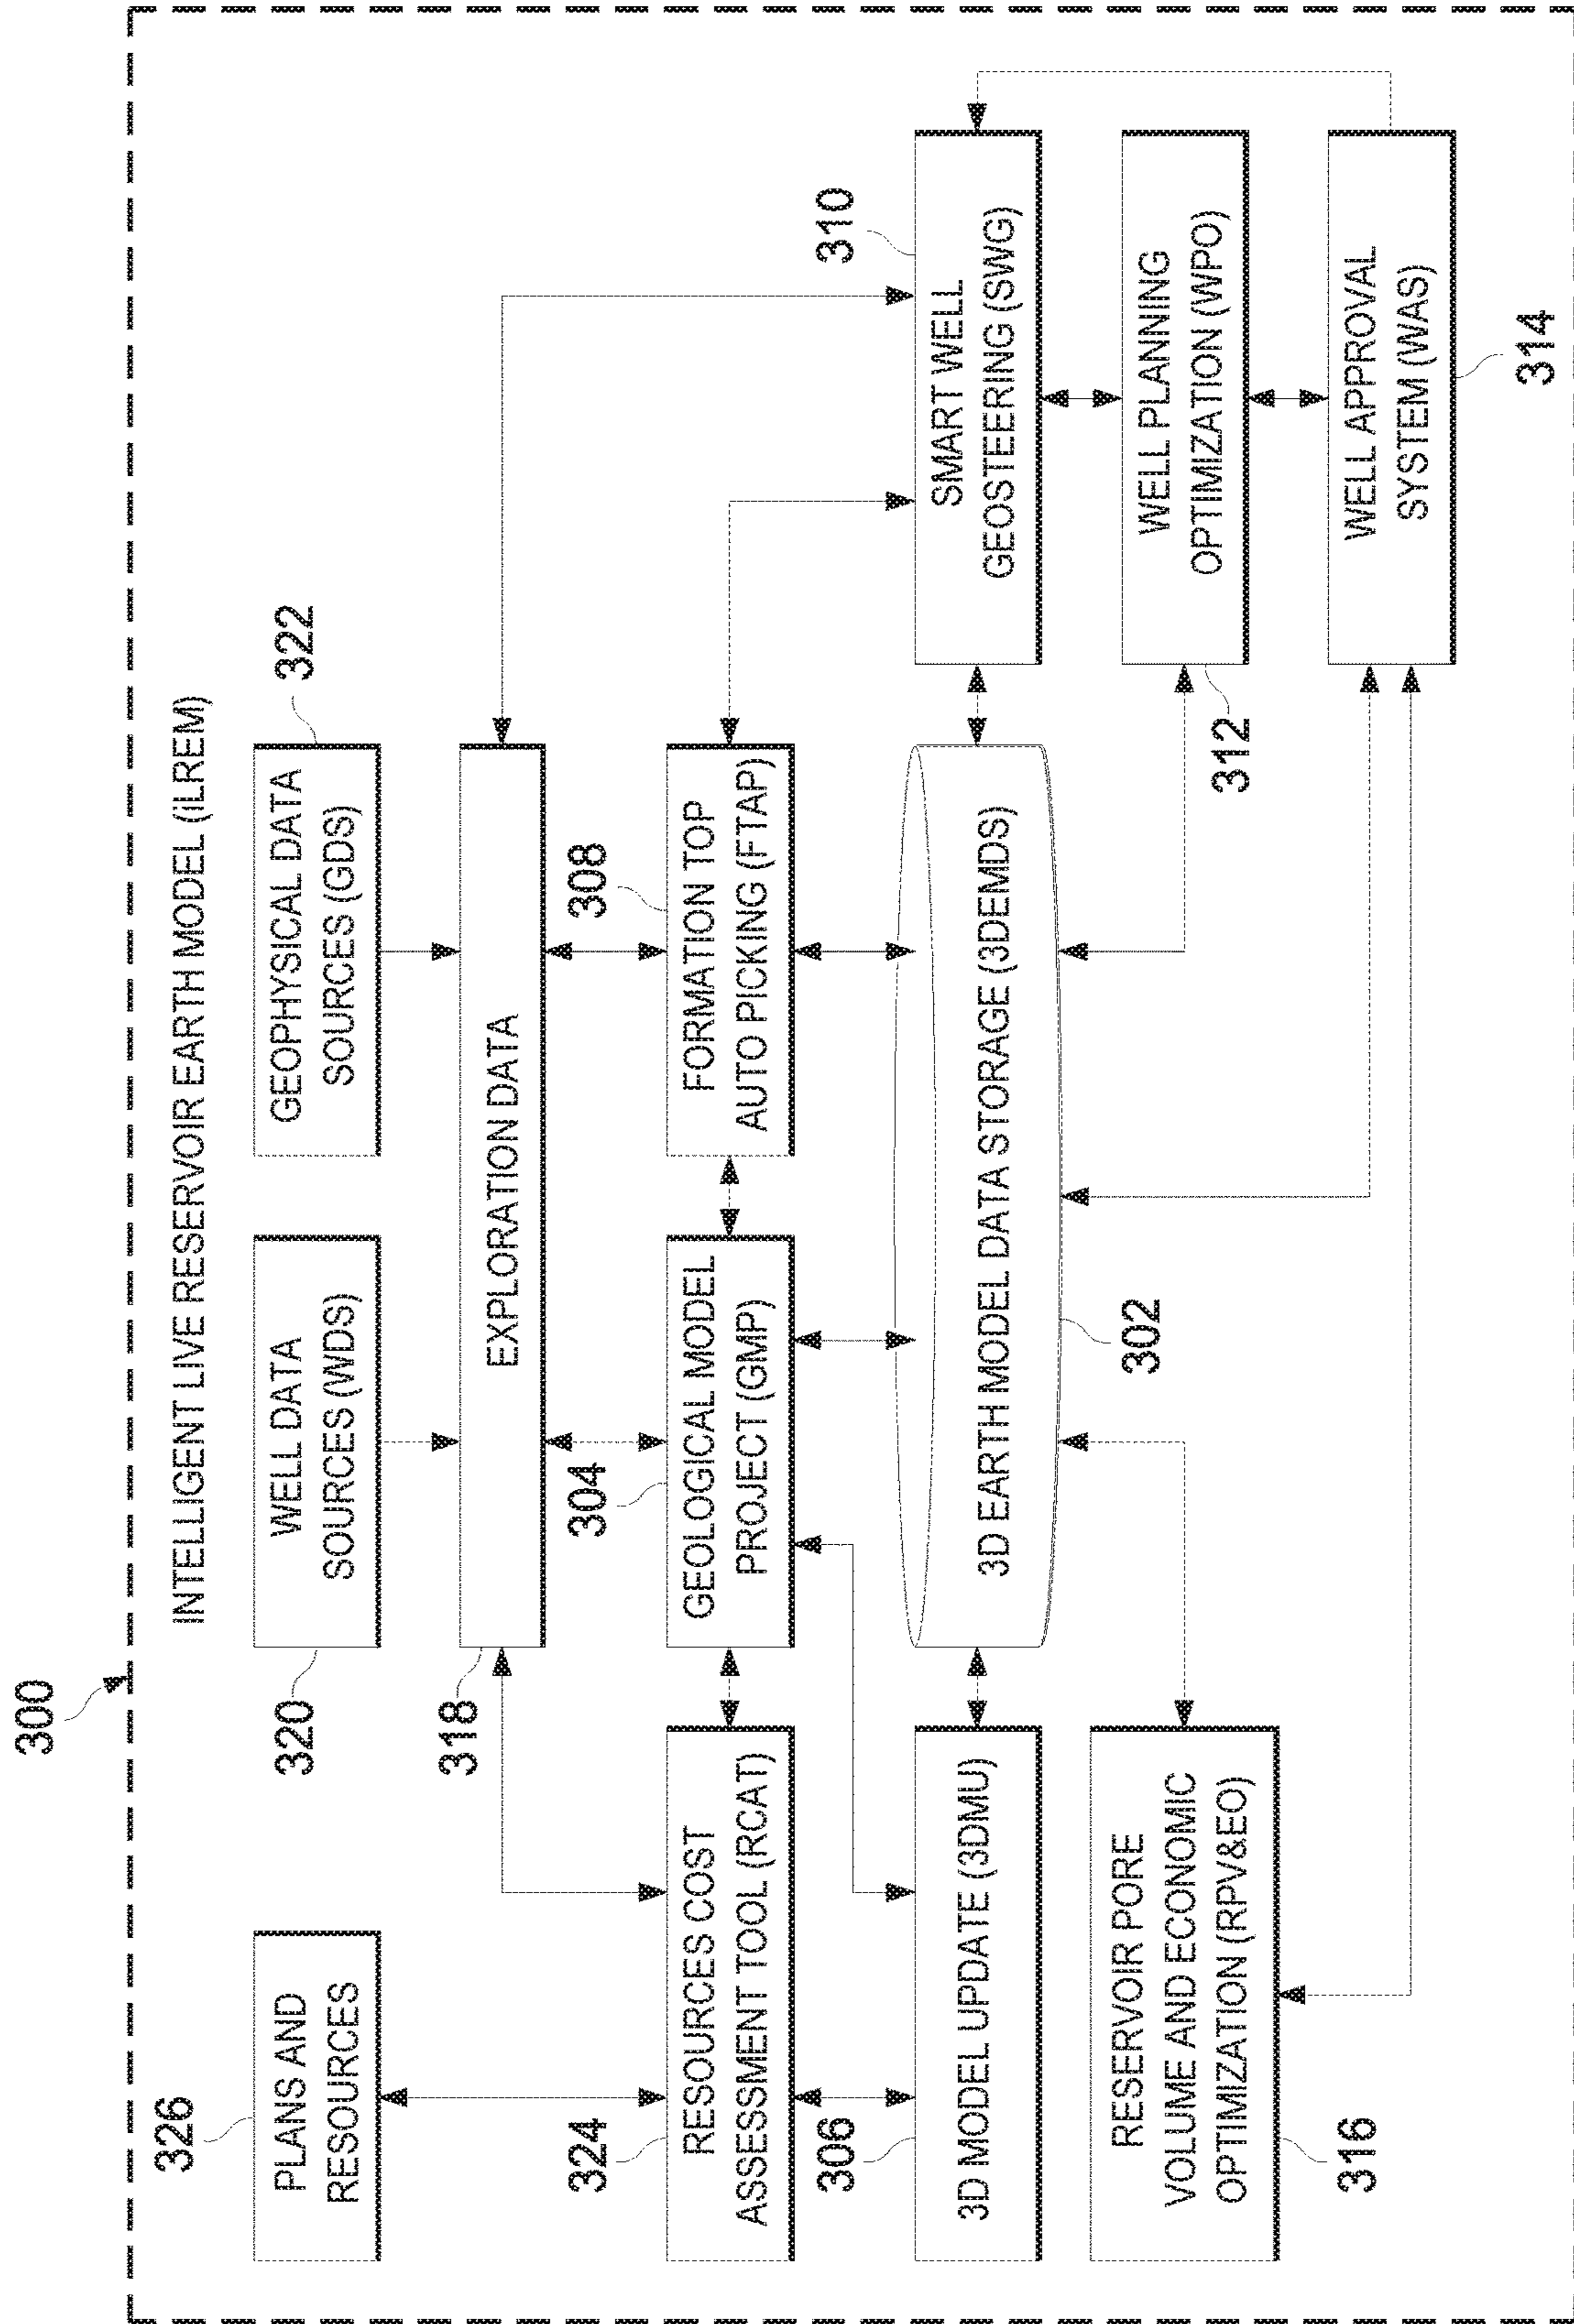 300
INTELLIGENT LIVE RESERVOIR EARTH MODEL (iLREM)
326
PLANS AND
RESOURCES
320
WELL DATA
SOURCES (WDS)
GEOPHYSICAL DATA
SOURCES (GDS)
322
318
EXPLORATION DATA
324
RESOURCES COST
ASSESSMENT TOOL (RCAT)
304
GEOLOGICAL MODEL
PROJECT (GMP)
308
FORMATION TOP
AUTO PICKING (FTAP)
306
3D MODEL UPDATE (3DMU)
3D EARTH MODEL DATA STORAGE (3DEMDS)
302
310
SMART WELL
GEOSTEERING (SWG)
RESERVOIR PORE
VOLUME AND ECONOMIC
OPTIMIZATION (RPV&EO)
316
WELL PLANNING
OPTIMIZATION (WPO)
312
WELL APPROVAL
SYSTEM (WAS)
314